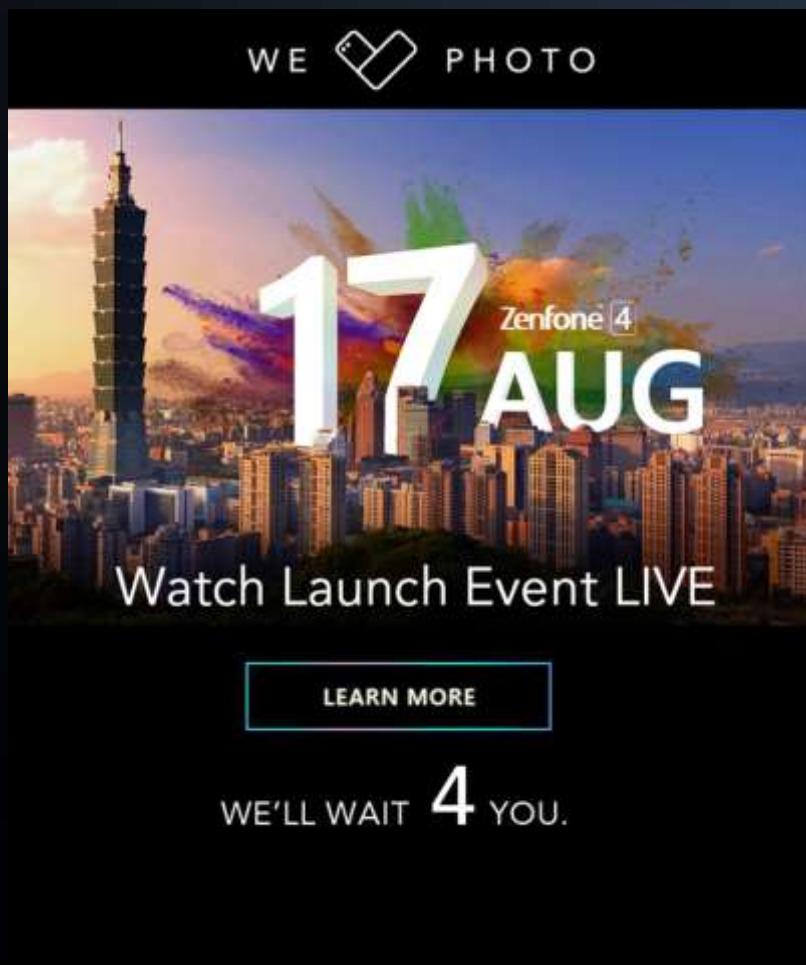 WE PHOTO
17
Zenfone 4
AUG
Watch Launch Event LIVE
LEARN MORE
WE'LL WAIT 4 YOU.